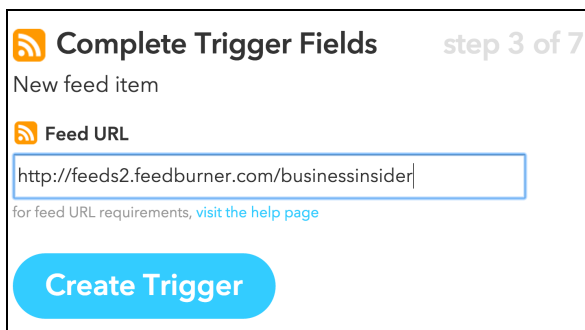 Complete Trigger Fields step 3 of 7
New feed item
Feed URL
http://feeds2.feedburner.com/businessinsider
for feed URL requirements, visit the help page
Create Trigger